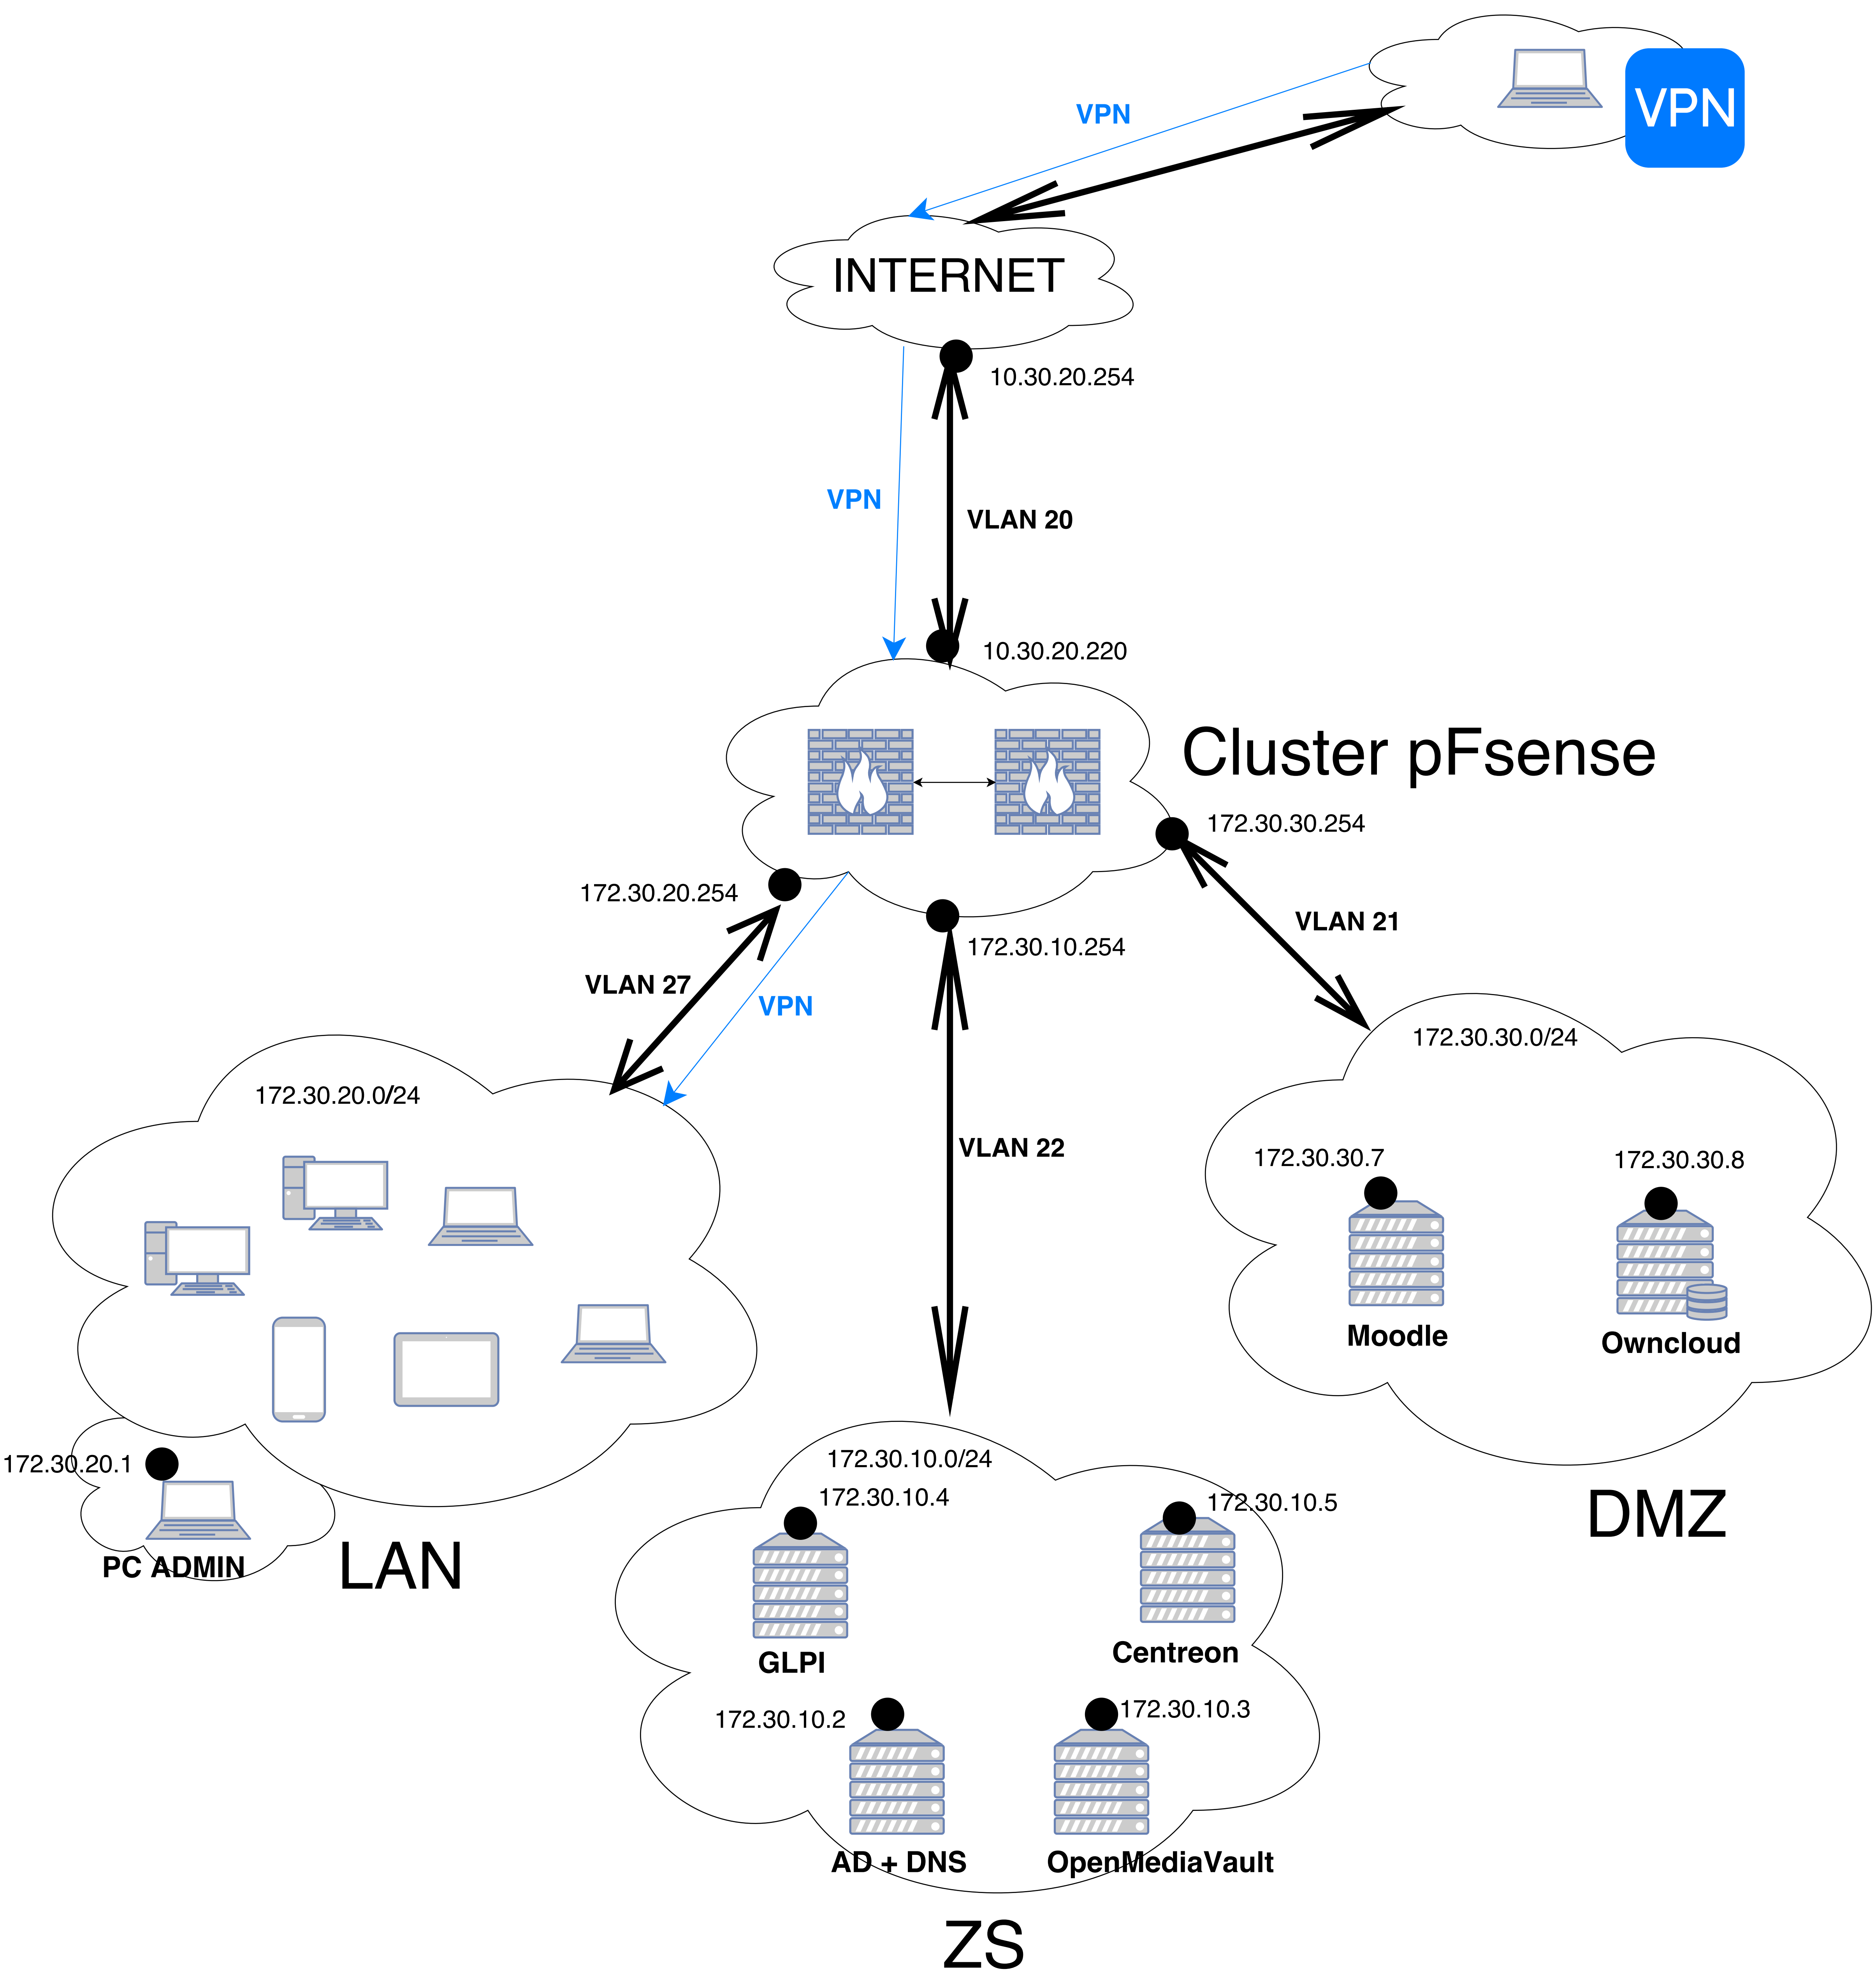 VPN
VPN
INTERNET
10.30.20.254
VPN
VLAN 20
10.30.20.220
Cluster pFsense
172.30.30.254
172.30.20.254
172.30.10.254
VLAN 21
VLAN 27
VPN
172.30.30.0/24
172.30.20.0/24
VLAN 22
172.30.30.7
172.30.30.8
Moodle
Owncloud
172.30.20.1
172.30.10.0/24
172.30.10.4
172.30.10.5
DMZ
PC ADMIN
LAN
GLPI
Centreon
172.30.10.2
172.30.10.3
AD + DNS
OpenMediaVault
ZS